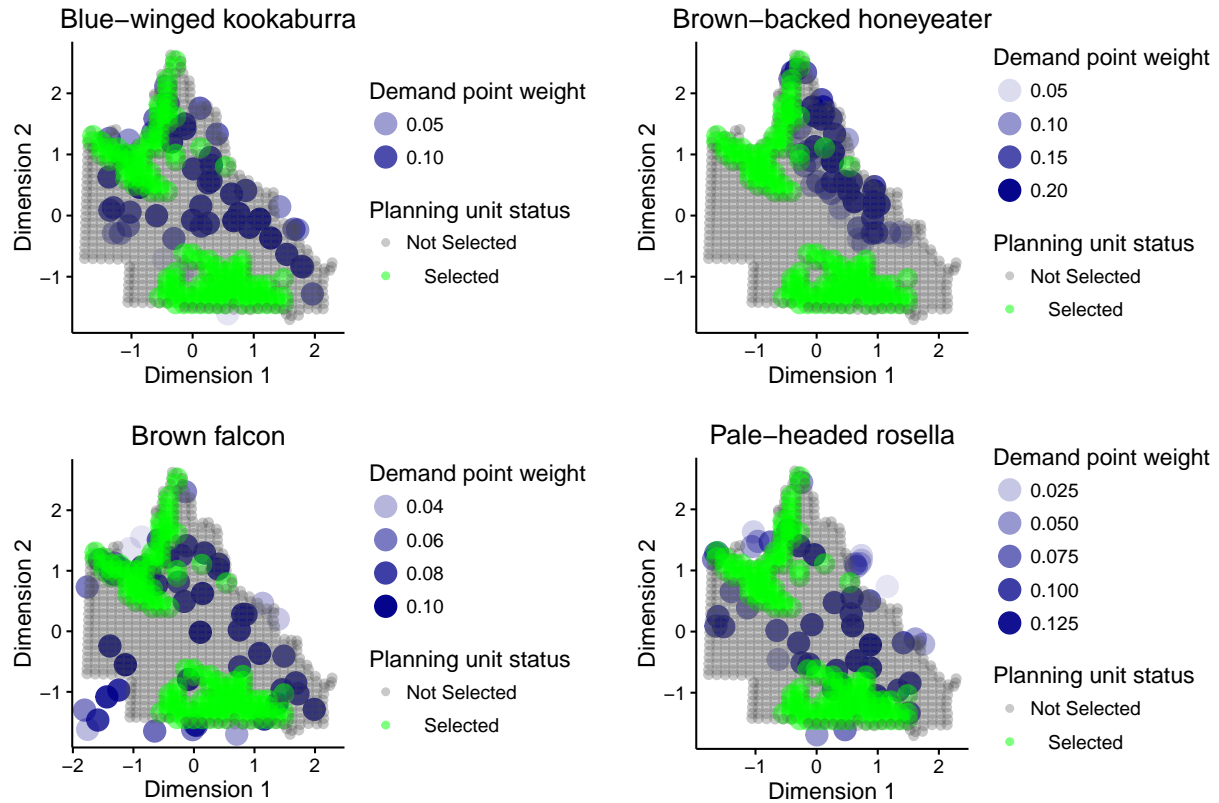 Blue−winged kookaburra
2
1
0
−1
−1 0 1 2
Dimension 1
Dimension 2
Demand point weight
0.05
0.10
Planning unit status
Not Selected
Selected
Brown−backed honeyeater
2
1
0
−1
−1 0 1 2
Dimension 1
Dimension 2
Demand point weight
0.05
0.10
0.15
0.20
Planning unit status
Not Selected
Selected
Brown falcon
2
1
0
−1
−2 −1 0 1 2
Dimension 1
Dimension 2
Demand point weight
0.04
0.06
0.08
0.10
Planning unit status
Not Selected
Selected
Pale−headed rosella
2
1
0
−1
−1 0 1 2
Dimension 1
Dimension 2
Demand point weight
0.025
0.050
0.075
0.100
0.125
Planning unit status
Not Selected
Selected